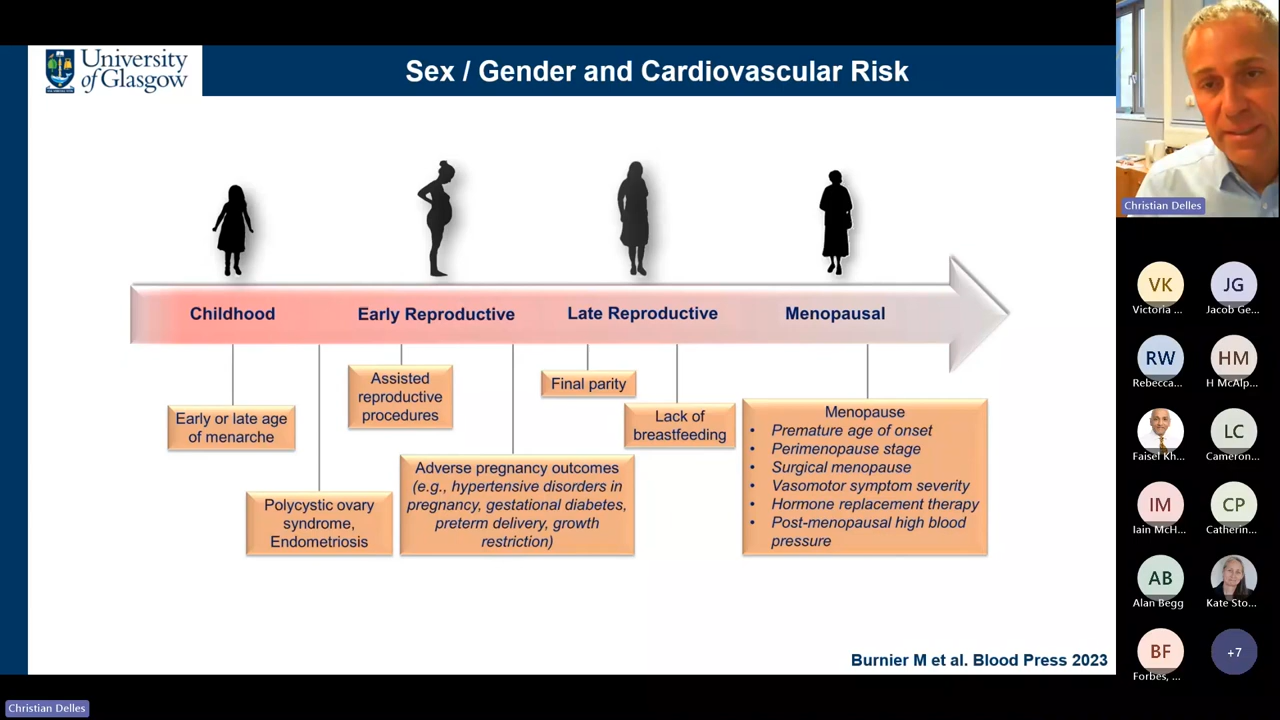 University
of Glasgow
Sex / Gender and Cardiovascular Risk
Childhood
Early Reproductive
Late Reproductive
Menopausal
Early or late age
of menarche
Polycystic ovary
syndrome,
Endometriosis
Assisted
reproductive
procedures
Adverse pregnancy outcomes
(e.g., hypertensive disorders in
pregnancy, gestational diabetes,
preterm delivery, growth
restriction)
Final parity
Lack of
breastfeeding
Menopause
• Premature age of onset
• Perimenopause stage
• Surgical menopause
• Vasomotor symptom severity
• Hormone replacement therapy
• Post-menopausal high blood
pressure
Burnier M et al. Blood Press 2023
Christian Delles
VK
Victoria ...
JG
Jacob Ge...
RW
Rebecca...
HM
H McAlp...
Faisel Kh...
LC
Cameron...
IM
Iain McH...
CP
Catherin...
AB
Alan Begg
Kate Sto...
BF
Forbes, ...
+7
Christian Delles